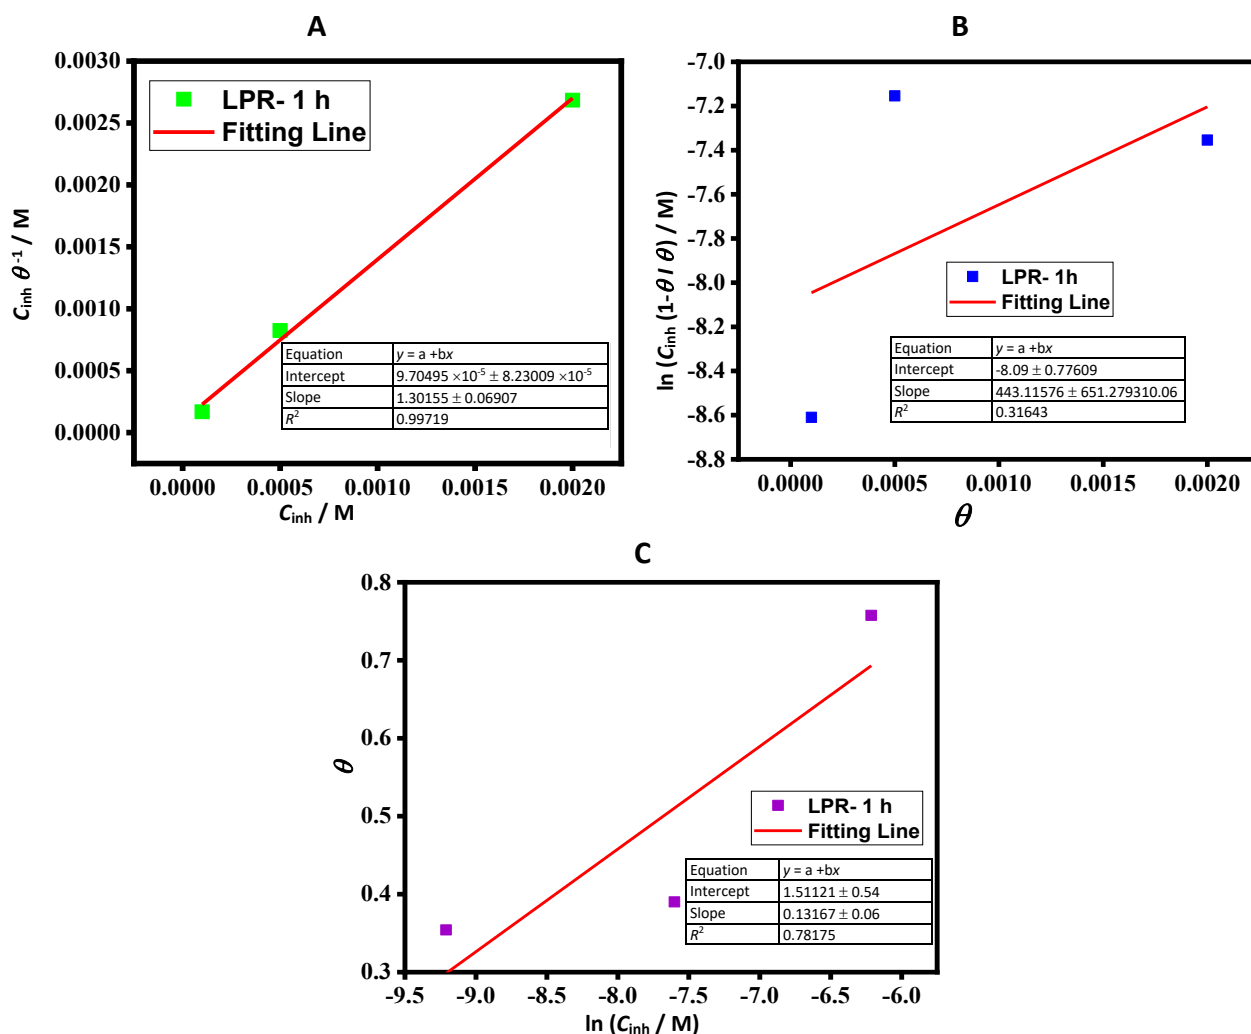 A
0.0030
0.0025
0.0020
0.0015
0.0010
0.0005
0.0000
C_inh θ^-1 / M
LPR- 1 h
Fitting Line
Equation y = a +bx
Intercept 9.70495 ×10^-5 ± 8.23009 ×10^-5
Slope 1.30155 ± 0.06907
R² 0.99719
0.0000 0.0005 0.0010 0.0015 0.0020
C_inh / M
B
-7.0
-7.2
-7.4
-7.6
-7.8
-8.0
-8.2
-8.4
-8.6
-8.8
ln (C_inh (1-θ / θ) / M)
LPR- 1h
Fitting Line
Equation y = a +bx
Intercept -8.09 ± 0.77609
Slope 443.11576 ± 651.279310.06
R² 0.31643
0.0000 0.0005 0.0010 0.0015 0.0020
θ
C
0.8
0.7
0.6
0.5
0.4
0.3
θ
LPR- 1 h
Fitting Line
Equation y = a +bx
Intercept 1.51121 ± 0.54
Slope 0.13167 ± 0.06
R² 0.78175
-9.5 -9.0 -8.5 -8.0 -7.5 -7.0 -6.5 -6.0
ln (C_inh / M)